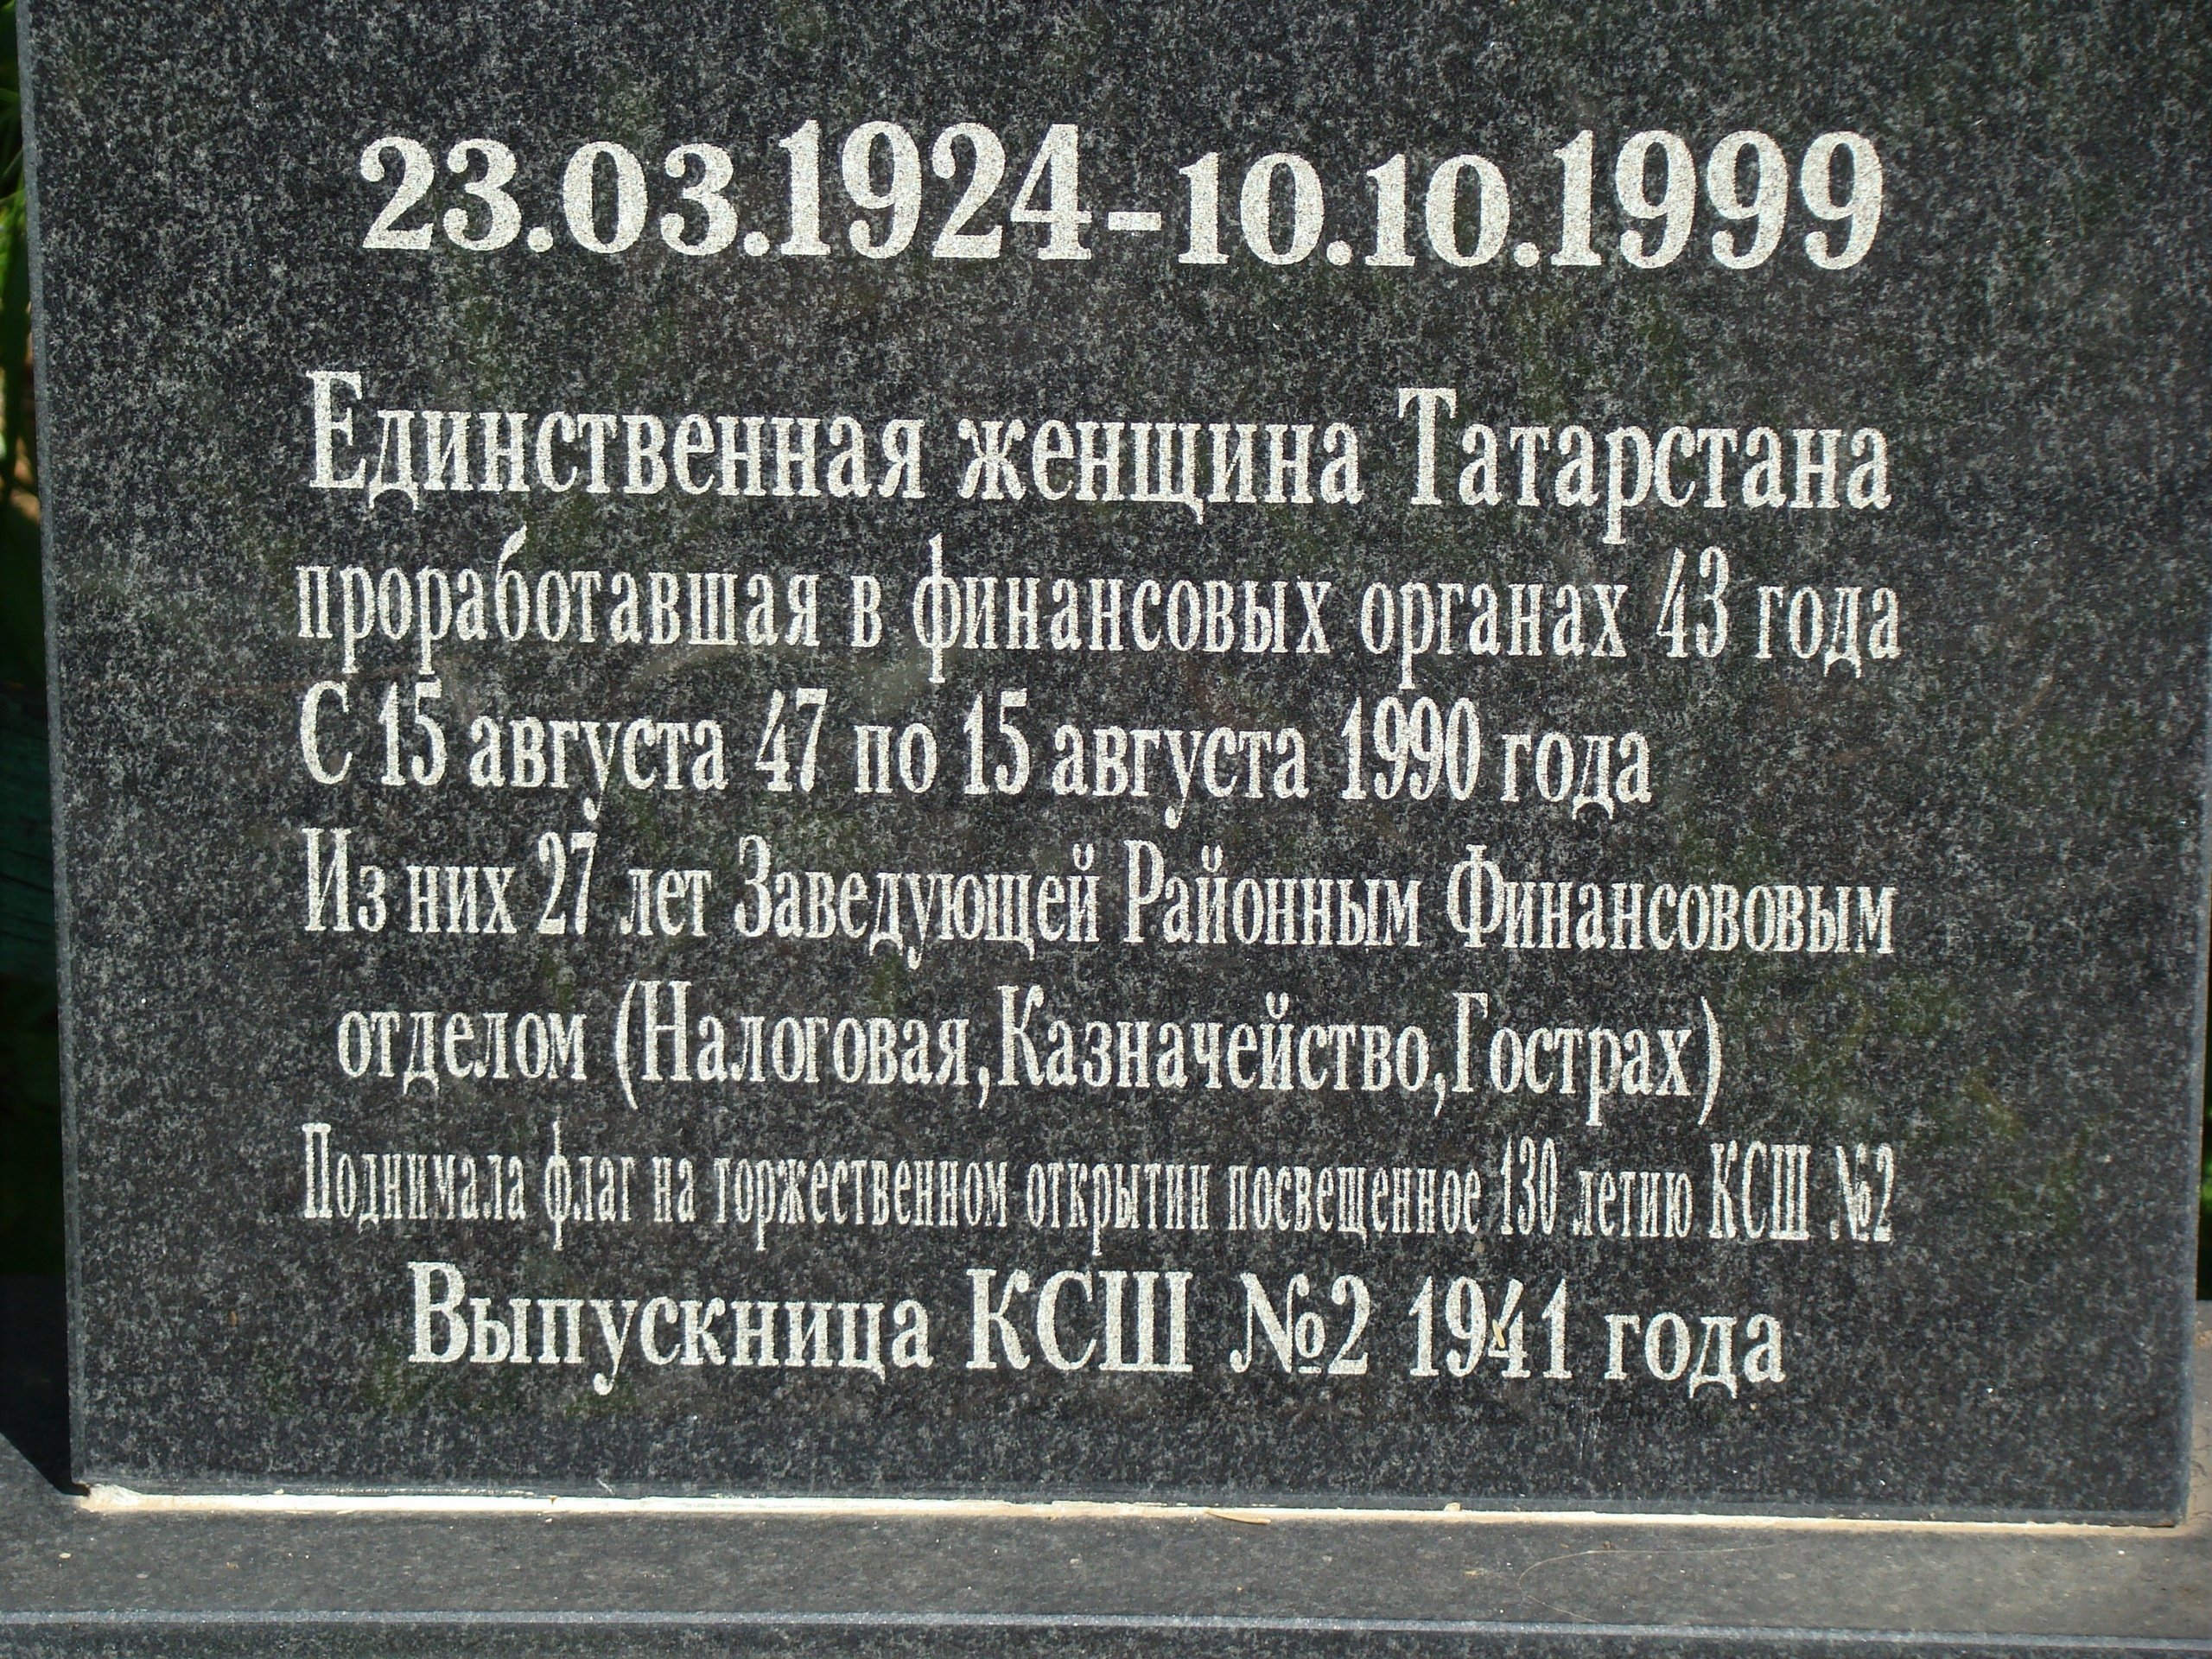 23.03.1924-10.10.1999
Единственная женщина Татарстана
проработавшая в финансовых органах 43 года
С 15 августа 47 по 15 августа 1990 года
Из них 27 лет Заведующей Районным Финансововым
отделом (Налоговая,Казначейство,Гострах)
Поднимала флаг на торжественном открытии посвещенное 130 летию КСШ №2
Выпускница КСШ №2 1941 года